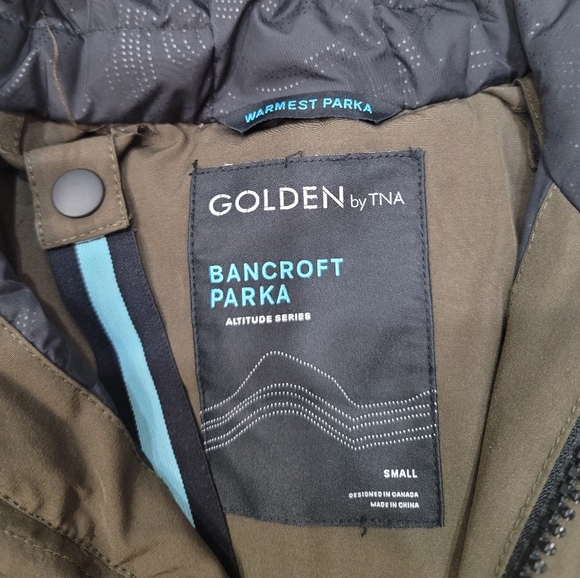 WARMEST PARKA
GOLDEN by TNA
BANCROFT
PARKA
ALTITUDE SERIES
SMALL
DESIGNED IN CANADA
MADE IN CHINA